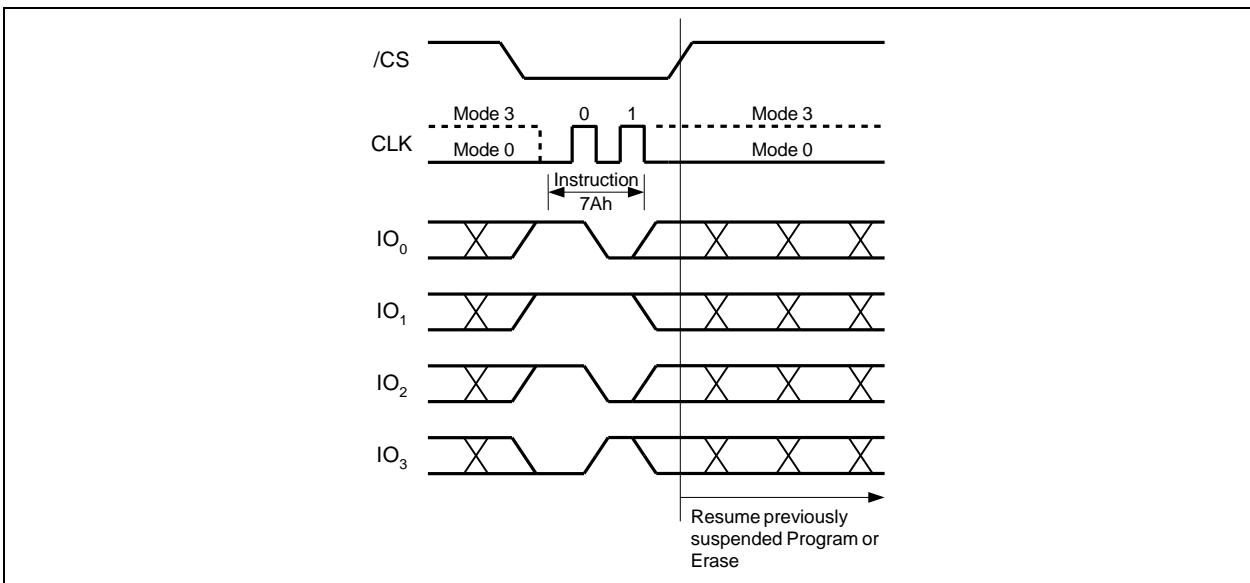 /CS
Mode 3 0 1 Mode 3
CLK
Mode 0 Mode 0
Instruction
7Ah
IO0
IO1
IO2
IO3
Resume previously
suspended Program or
Erase